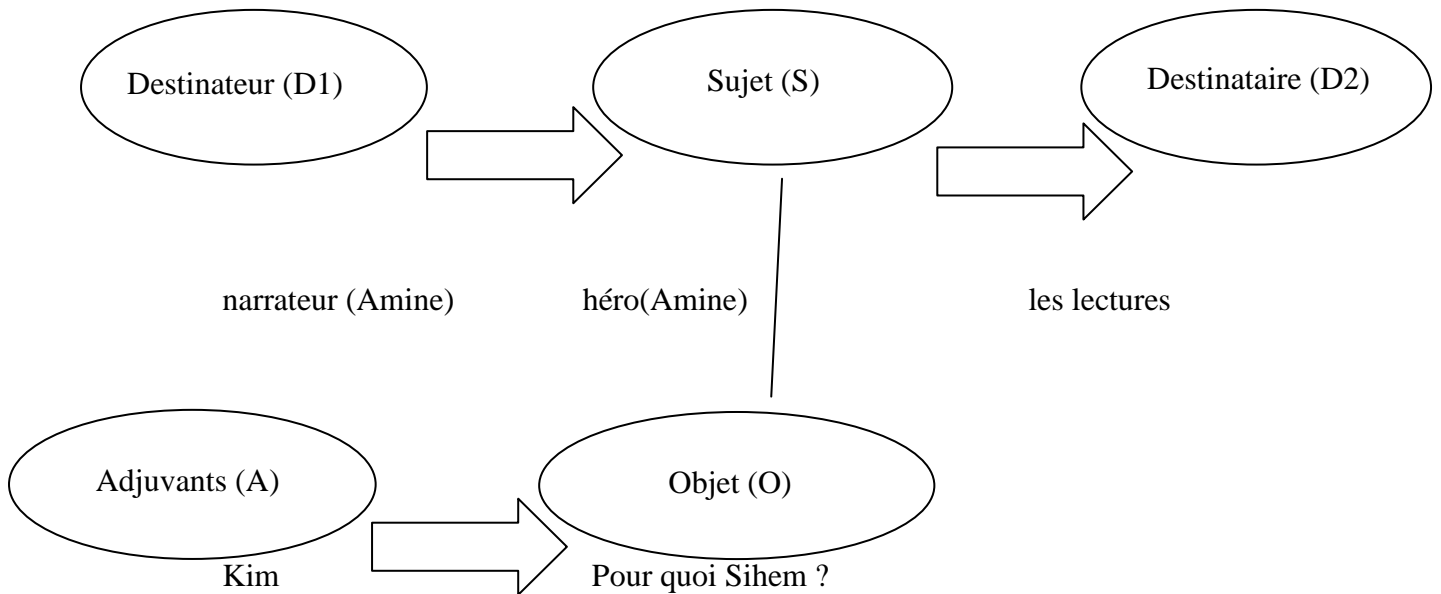 Destinateur (D1)
Sujet (S)
Destinataire (D2)
narrateur (Amine)
héro(Amine)
les lectures
Adjuvants (A)
Objet (O)
Kim
Pour quoi Sihem ?